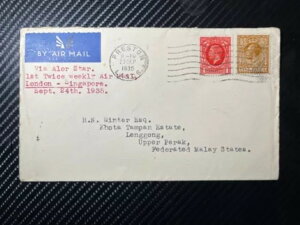 BY AIR MAIL
PRESTON
1935
Via Alor Star.
1st Twice weekly Air Mail
London - Singapore.
Sept. 24th. 1935.
Winter Esq.
Khota Tampan Estate,
Lenggong,
Upper Perak,
Federated Malay States.